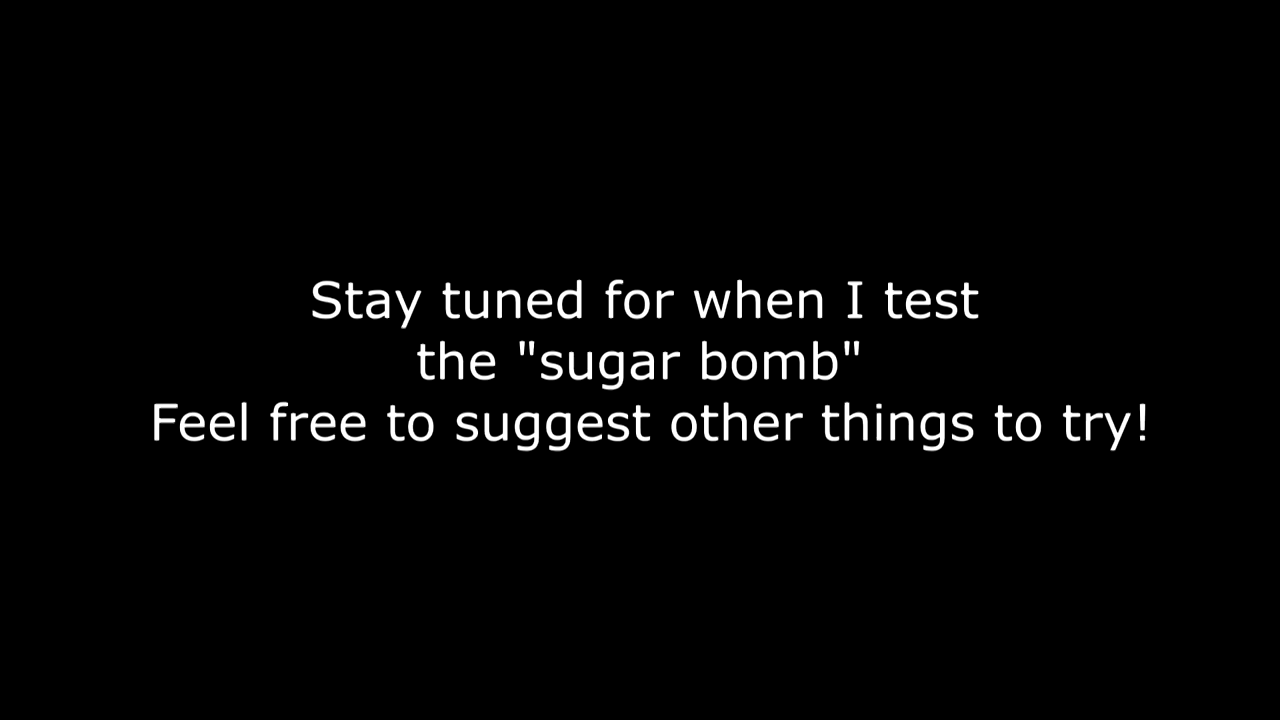 Stay tuned for when I test
the "sugar bomb"
Feel free to suggest other things to try!